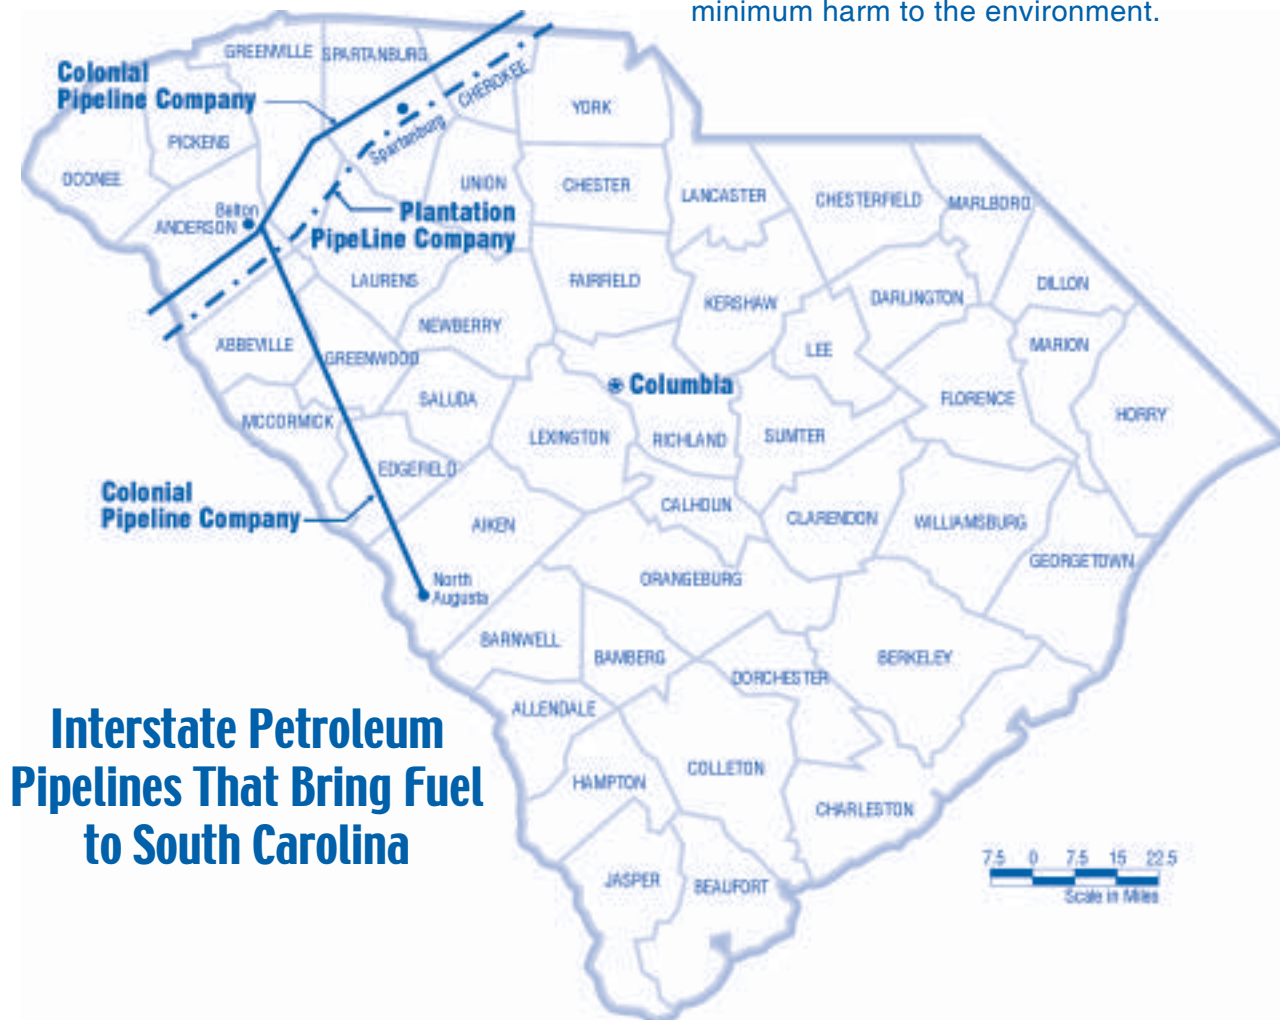 minimum harm to the environment.
GREENVILLE
SPARTANBURG
Colonial
Pipeline Company
CHEROKEE
YORK
PICKENS
Spartanburg
OCONEE
UNION
CHESTER
LANCASTER
CHESTERFIELD
MARLBORO
Belton
ANDERSON
Plantation
PipeLine Company
LAURENS
FAIRFIELD
KERSHAW
DARLINGTON
DILLON
NEWBERRY
ABBEVILLE
GREENWOOD
LEE
MARION
Columbia
SALUDA
FLORENCE
HORRY
MCCORMICK
LEXINGTON
RICHLAND
SUMTER
EDGEFIELD
Colonial
Pipeline Company
CALHOUN
CLARENDON
WILLIAMSBURG
AIKEN
GEORGETOWN
ORANGEBURG
North
Augusta
BARNWELL
BAMBERG
BERKELEY
DORCHESTER
ALLENDALE
Interstate Petroleum
Pipelines That Bring Fuel
to South Carolina
HAMPTON
COLLETON
CHARLESTON
JASPER
BEAUFORT
7.5 0 7.5 15 22.5
Scale in Miles